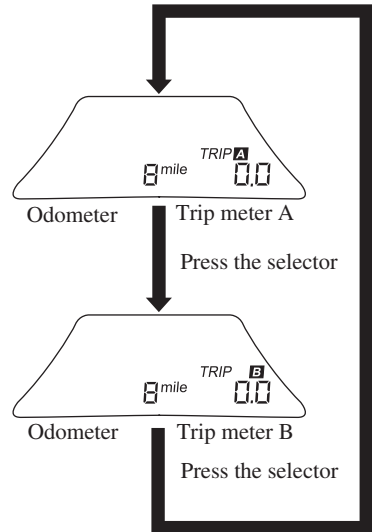 TRIP A
8 mile 0.0
Odometer Trip meter A
Press the selector
TRIP B
8 mile 0.0
Odometer Trip meter B
Press the selector